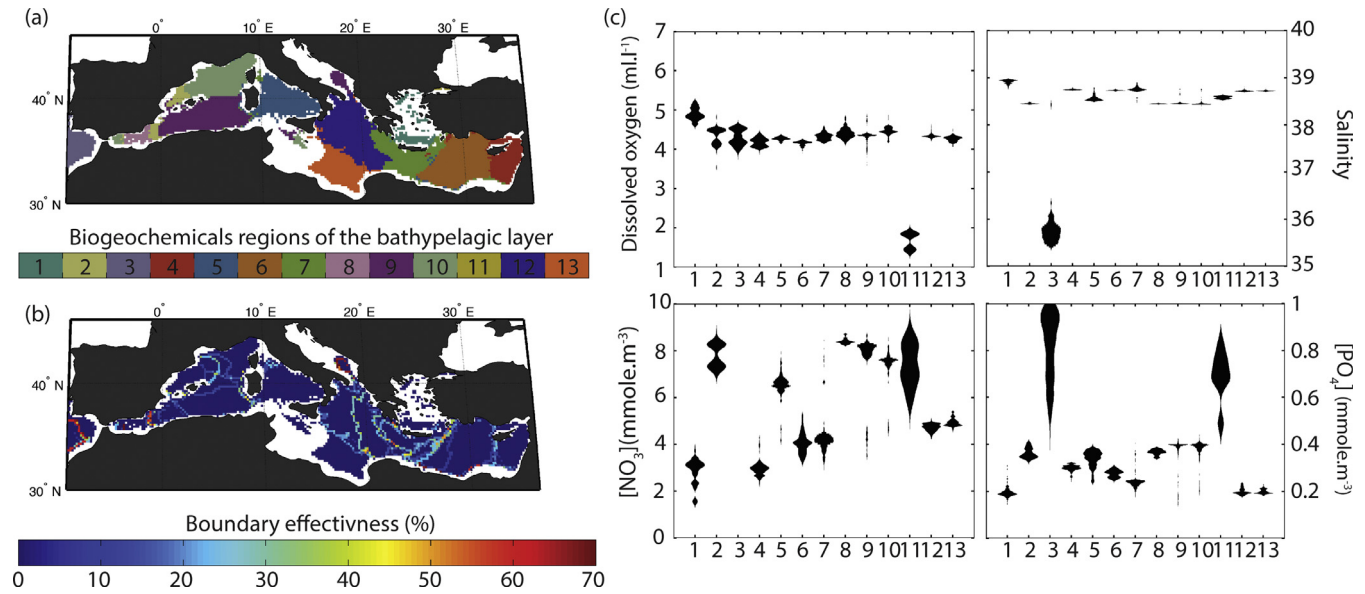 (a)
0° 10° E 20° E 30° E
40° N
30° N
Biogeochemicals regions of the bathypelagic layer
1 2 3 4 5 6 7 8 9 10 11 12 13
(b)
0° 10° E 20° E 30° E
40° N
30° N
Boundary effectivness (%)
0 10 20 30 40 50 60 70
(c)
Dissolved oxygen (ml.l⁻¹)
7
6
5
4
3
2
1
1 2 3 4 5 6 7 8 9 10 11 12 13
Salinity
40
39
38
37
36
35
1 2 3 4 5 6 7 8 9 10 11 12 13
[NO₃](mmole.m⁻³)
10
8
6
4
2
0
1 2 3 4 5 6 7 8 9 10 11 12 13
[PO₄] (mmole.m⁻³)
1
0.8
0.6
0.4
0.2
1 2 3 4 5 6 7 8 9 10 11 12 13